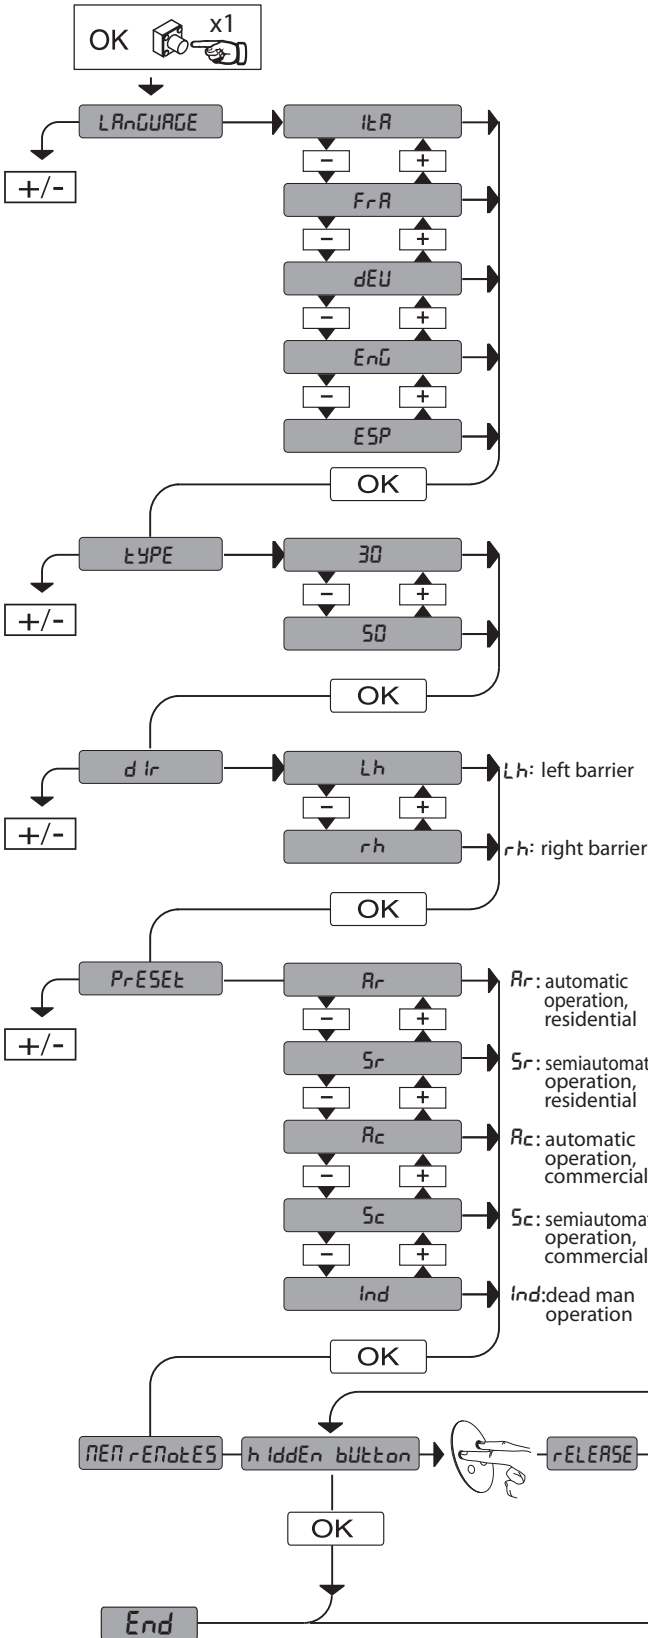 OK x1
LAnGUAGE ItA
+/-
- +
FrA
- +
dEU
- +
EnG
- +
ESP
OK
tYPE 30
+/-
- +
50
OK
dIr Lh Lh: left barrier
+/-
- +
rh rh: right barrier
OK
PrESEt Ar Ar: automatic
operation,
residential
+/-
- +
Sr Sr: semiautomat
operation,
residential
- +
Ac Ac: automatic
operation,
commercial
- +
Sc Sc: semiautomat
operation,
commercial
- +
Ind Ind:dead man
operation
OK
MEM rEMotES hIddEn bUtton rELEASE
OK
End